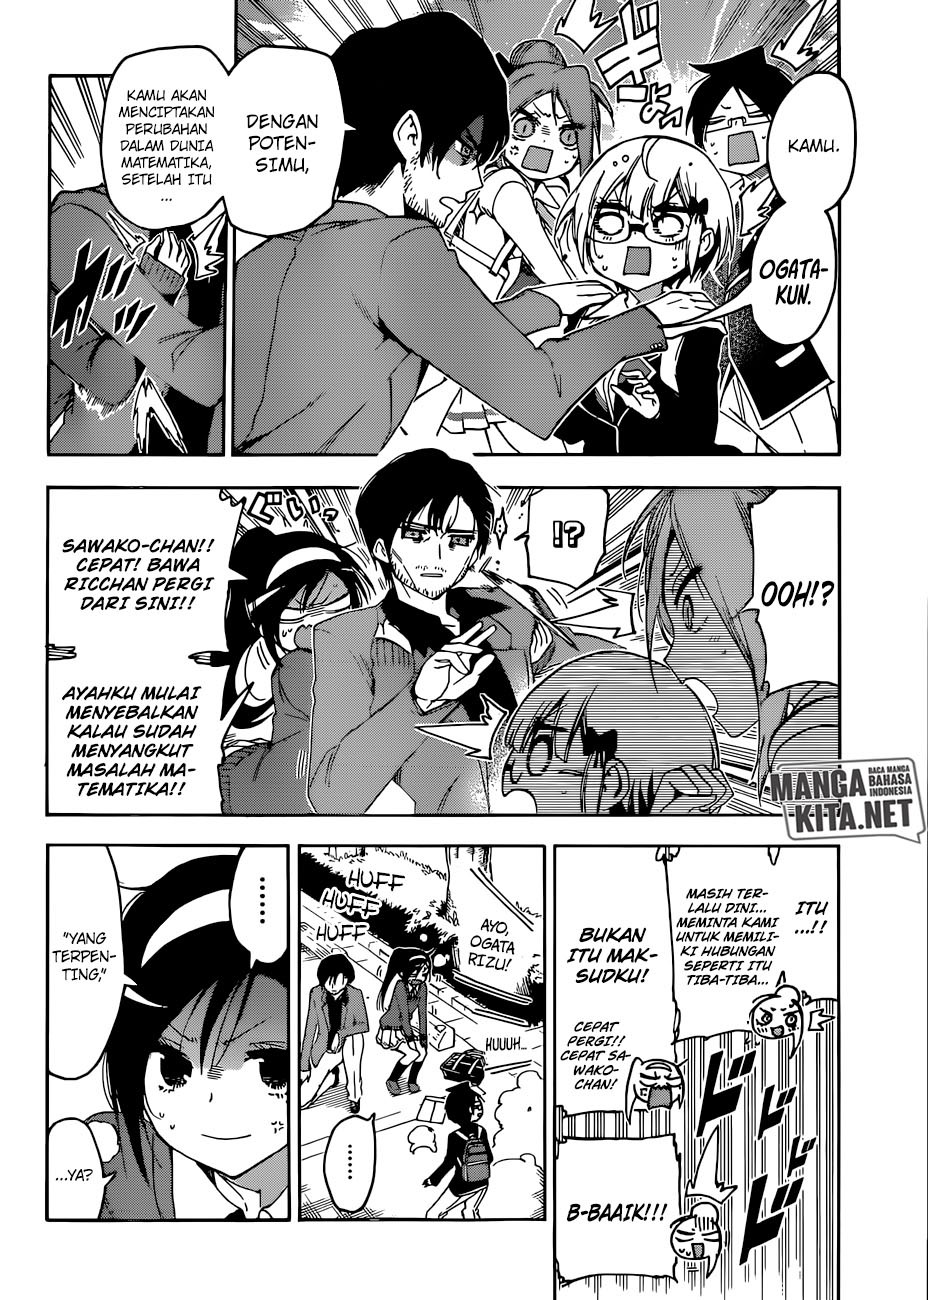 KAMU.
OGATA-
KUN.
DENGAN
POTEN-
SIMU,
KAMU AKAN
MENCIPTAKAN
PERUBAHAN
DALAM DUNIA
MATEMATIKA,
SETELAH ITU
...
OOH!?
!?
SAWAKO-CHAN!!
CEPAT! BAWA
RICCHAN PERGI
DARI SINI!!
AYAHKU MULAI
MENYEBALKAN
KALAU SUDAH
MENYANGKUT
MASALAH MA-
TEMATIKA!!
MANGA
KITA.NET
BACA MANGA
BAHASA
INDONESIA
ITU
...!!
MASIH TER-
LALU DINI...
MEMINTA KAMI
UNTUK MEMILI-
KI HUBUNGAN
SEPERTI ITU
TIBA-TIBA...
BUKAN
ITU MAK-
SUDKU!
CEPAT
PERGI!!
CEPAT SA-
WAKO-
CHAN!
B-BAAIK!!!
ドドド
HUFF
HUFF
HUFF
AYO,
OGATA
RIZU!
HUUUH...
......
......
"YANG
TERPEN-
TING,"
...YA?